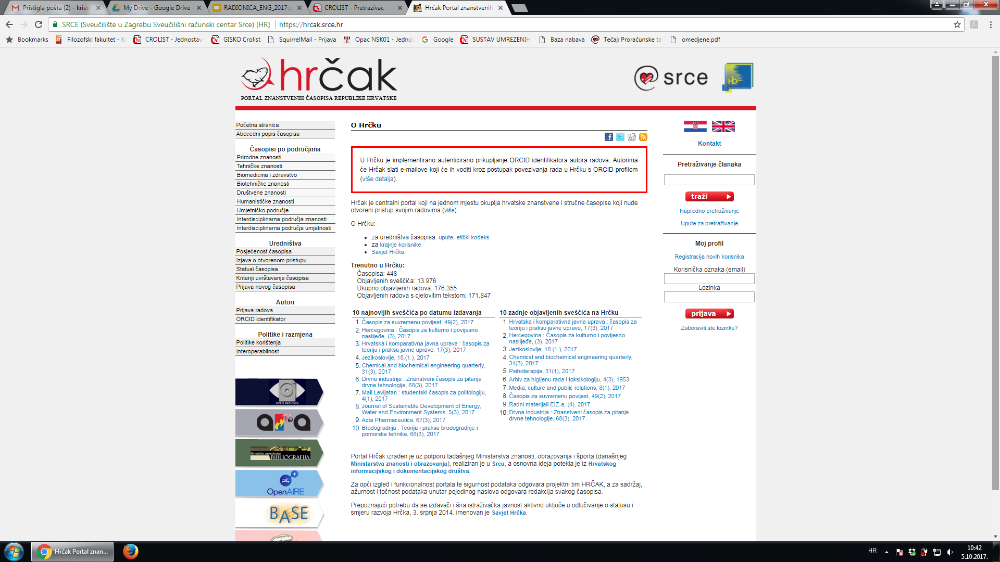 Pristigla pošta (2) - kristin
My Drive - Google Drive
RADIONICA_ENG_2017.p
CROLIST - Pretrazivac
Hrčak Portal znanstvenih
SRCE (Sveučilište u Zagrebu Sveučilišni računski centar Srce) [HR]
https://hrcak.srce.hr
Bookmarks
Filozofski fakultet - K
CROLIST - Jednostavn
GISKO Crolist
SquirrelMail - Prijava
Opac NSK01 - Jednos
Google
SUSTAV UMREZENIH
Baza nabava
Tečaj: Proračunske ta
omedjene.pdf
hrčak
PORTAL ZNANSTVENIH ČASOPISA REPUBLIKE HRVATSKE
srce
HD
Početna stranica
Abecedni popis časopisa
Časopisi po područjima
Prirodne znanosti
Tehničke znanosti
Biomedicina i zdravstvo
Biotehničke znanosti
Društvene znanosti
Humanističke znanosti
Umjetničko područje
Interdisciplinarna područja znanosti
Interdisciplinarna područja umjetnosti
Uredništva
Posjećenost časopisa
Izjava o otvorenom pristupu
Statusi časopisa
Kriteriji uvrštavanja časopisa
Prijava novog časopisa
Autori
Prijava radova
ORCID identifikator
Politike i razmjena
Politike korištenja
Interoperabilnost
OPEN ARCHIVES
Hrvatska znanstvena
BIBLIOGRAFIJA
OpenAIRE
BASE
O Hrčku
U Hrčku je implementirano autenticirano prikupljanje ORCID identifikatora autora radova. Autorima
će Hrčak slati e-mailove koji će ih voditi kroz postupak povezivanja rada u Hrčku s ORCID profilom
(više detalja).
Hrčak je centralni portal koji na jednom mjestu okuplja hrvatske znanstvene i stručne časopise koji nude
otvoreni pristup svojim radovima (više).
O Hrčku:
• za uredništva časopisa: upute, etički kodeks
• za krajnje korisnike
• Savjet Hrčka.
Trenutno u Hrčku:
Časopisa: 448
Objavljenih sveščića: 13.976
Ukupno objavljenih radova: 176.355
Objavljenih radova s cjelovitim tekstom: 171.847
10 najnovijih sveščića po datumu izdavanja
1. Časopis za suvremenu povijest, 49(2), 2017
2. Hercegovina : Časopis za kulturno i povijesno
naslijeđe, (3), 2017
3. Hrvatska i komparativna javna uprava : časopis za
teoriju i praksu javne uprave, 17(3), 2017
4. Jezikoslovlje, 18.(1.), 2017
5. Chemical and biochemical engineering quarterly,
31(3), 2017
6. Drvna industrija : Znanstveni časopis za pitanja
drvne tehnologije, 68(3), 2017
7. Mali Levijatan : studentski časopis za politologiju,
4(1), 2017
8. Journal of Sustainable Development of Energy,
Water and Environment Systems, 5(3), 2017
9. Acta Pharmaceutica, 67(3), 2017
10. Brodogradnja : Teorija i praksa brodogradnje i
pomorske tehnike, 68(3), 2017
10 zadnje objavljenih sveščića na Hrčku
1. Hrvatska i komparativna javna uprava : časopis za
teoriju i praksu javne uprave, 17(3), 2017
2. Hercegovina : Časopis za kulturno i povijesno
naslijeđe, (3), 2017
3. Jezikoslovlje, 18.(1.), 2017
4. Chemical and biochemical engineering quarterly,
31(3), 2017
5. Psihoterapija, 31(1), 2017
6. Arhiv za higijenu rada i toksikologiju, 4(3), 1953
7. Media, culture and public relations, 8(1), 2017
8. Časopis za suvremenu povijest, 49(2), 2017
9. Radni materijali EIZ-a, (4), 2017
10. Drvna industrija : Znanstveni časopis za pitanja
drvne tehnologije, 68(3), 2017
Portal Hrčak izrađen je uz potporu tadašnjeg Ministarstva znanosti, obrazovanja i športa (današnjeg
Ministarstva znanosti i obrazovanja), realiziran je u Srcu, a osnovna ideja potekla je iz Hrvatskog
informacijskog i dokumentacijskog društva.
Za opći izgled i funkcionalnost portala te sigurnost podataka odgovara projektni tim HRČAK, a za sadržaj,
ažurnost i točnost podataka unutar pojedinog naslova odgovara redakcija svakog časopisa.
Prepoznajući potrebu da se izdavači i šira istraživačka javnost aktivno uključe u odlučivanje o statusu i
smjeru razvoja Hrčka, 3. srpnja 2014. imenovan je Savjet Hrčka.
Kontakt
Pretraživanje članaka
traži
Napredno pretraživanje
Upute za pretraživanje
Moj profil
Registracija novih korisnika
Korisnička oznaka (email)
Lozinka
prijava
Zaboravili ste lozinku?
Hrčak Portal znan...
HR
10:42
5.10.2017.